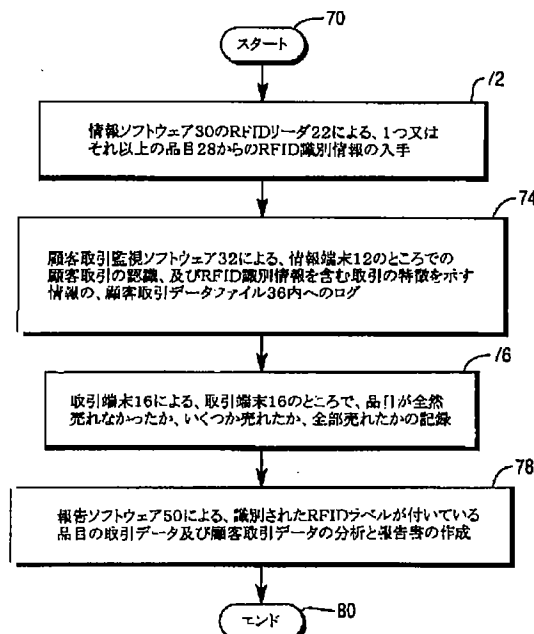 70
スタート
72
情報ソフトウェア30のRFIDリーダ22による、1つ又は
それ以上の品目28からのRFID識別情報の入手
74
顧客取引監視ソフトウェア32による、情報端末12のところでの
顧客取引の認識、及びRFID識別情報を含む取引の特徴を示す
情報の、顧客取引データファイル36内へのログ
76
取引端末16による、取引端末16のところで、品目が全然
売れなかったか、いくつか売れたか、全部売れたかの記録
78
報告ソフトウェア50による、識別されたRFIDラベルが付いている
品目の取引データ及び顧客取引データの分析と報告書の作成
エンド
80